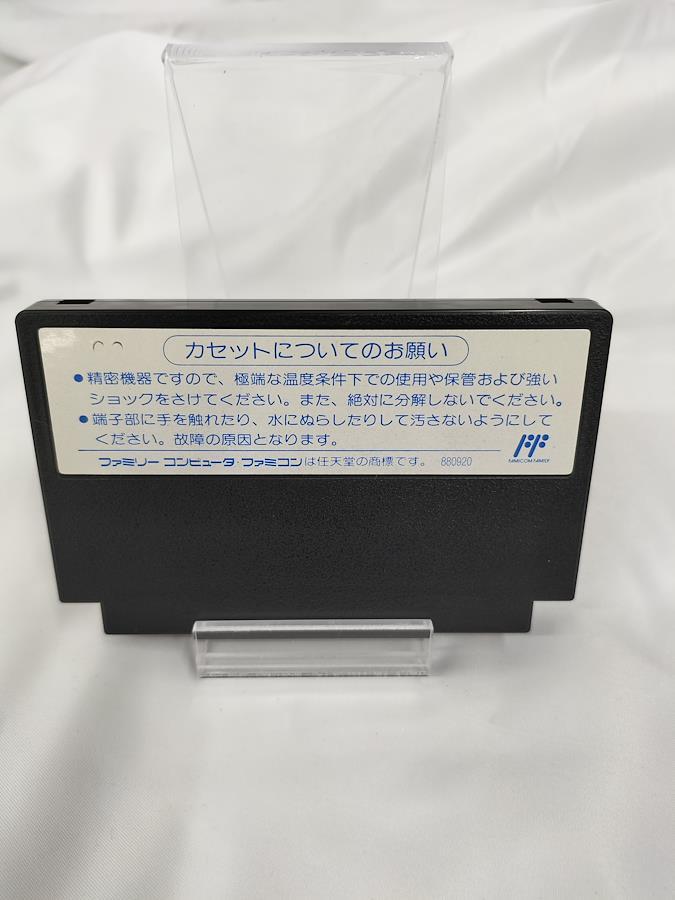 カセットについてのお願い
●精密機器ですので、極端な温度条件下での使用や保管および強い
ショックをさけてください。また、絶対に分解しないでください。
●端子部に手を触れたり、水にぬらしたりして汚さないようにして
ください。故障の原因となります。
FAMICOM FAMILY
ファミリー コンピュータ・ファミコンは任天堂の商標です。 880920